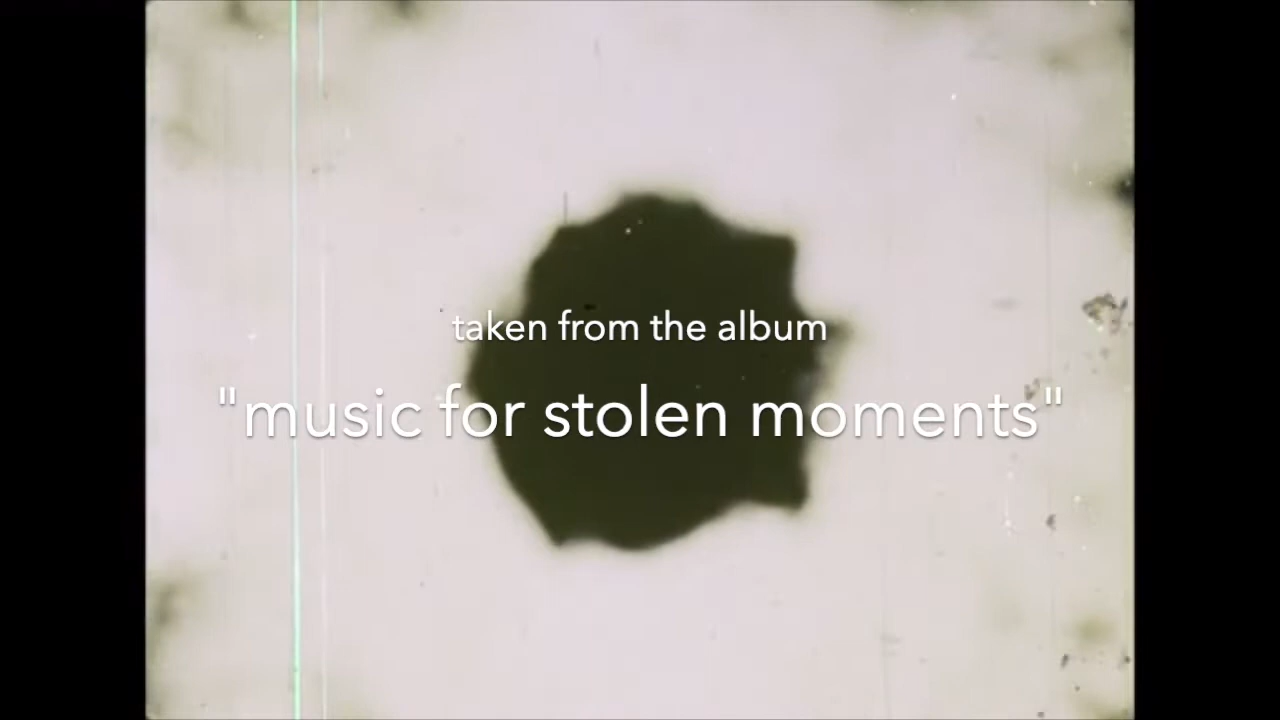 taken from the album
"music for stolen moments"